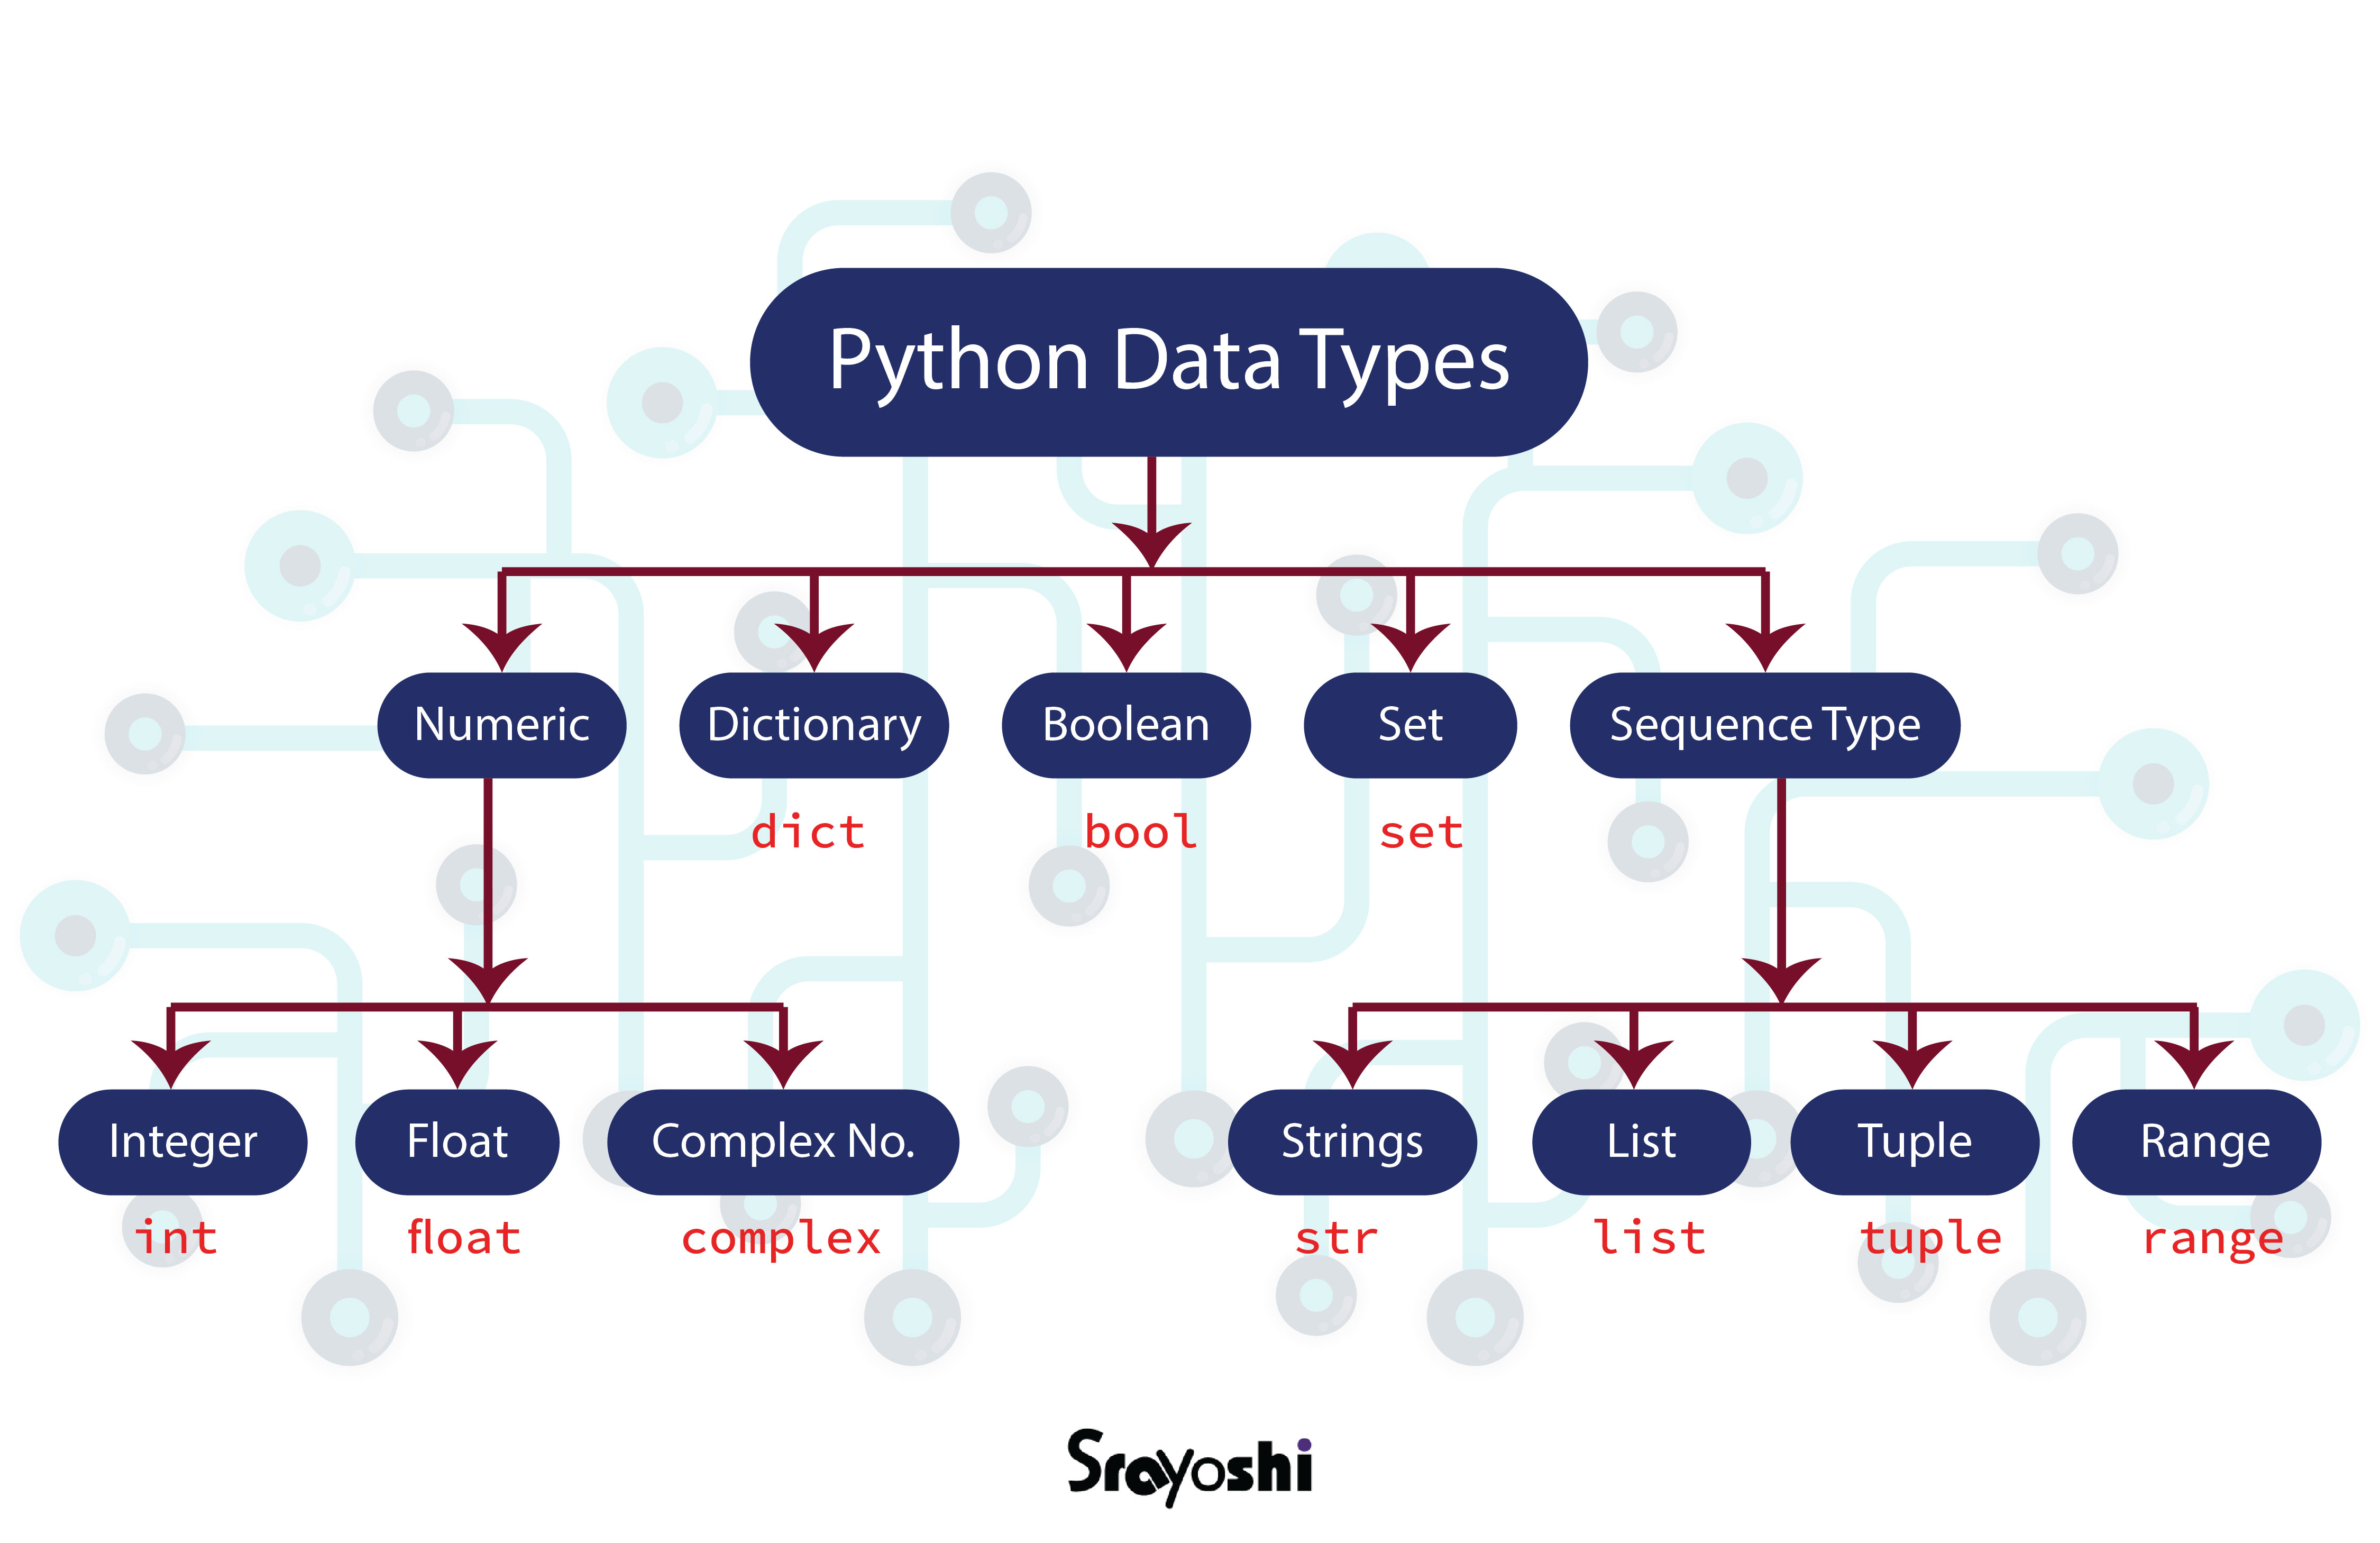 Python Data Types
Numeric
Dictionary
Boolean
Set
Sequence Type
dict
bool
set
Integer
Float
Complex No.
Strings
List
Tuple
Range
int
float
complex
str
list
tuple
range
Srayoshi